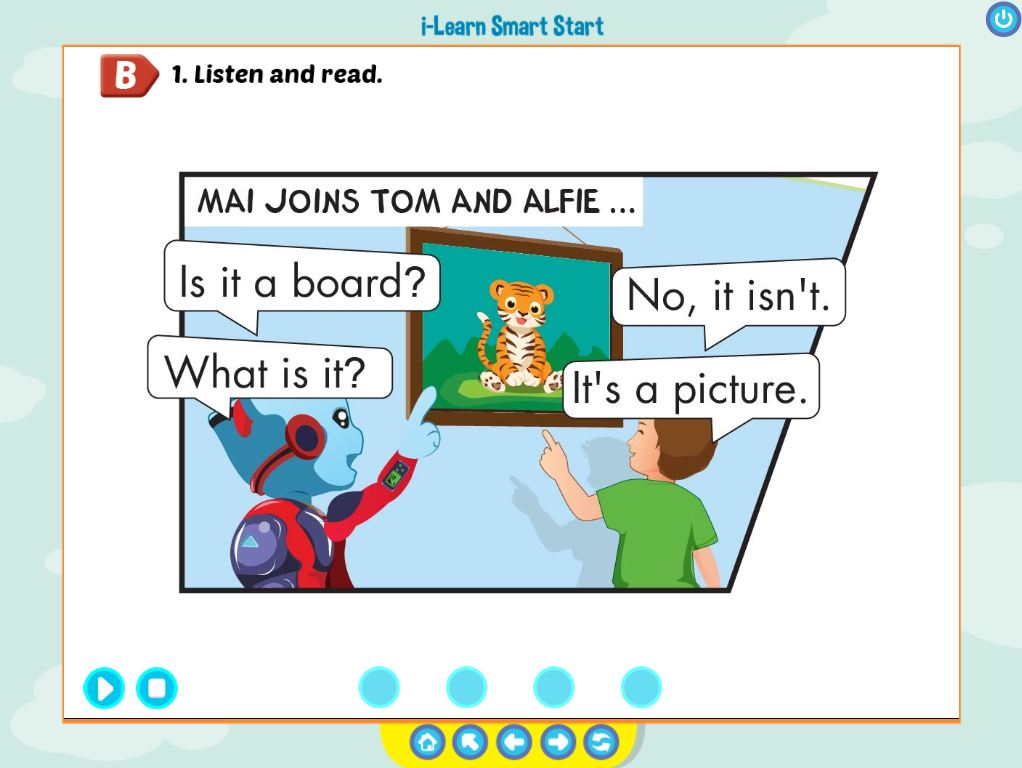 i-Learn Smart Start
B
1. Listen and read.
MAI JOINS TOM AND ALFIE ...
Is it a board?
No, it isn't.
What is it?
It's a picture.